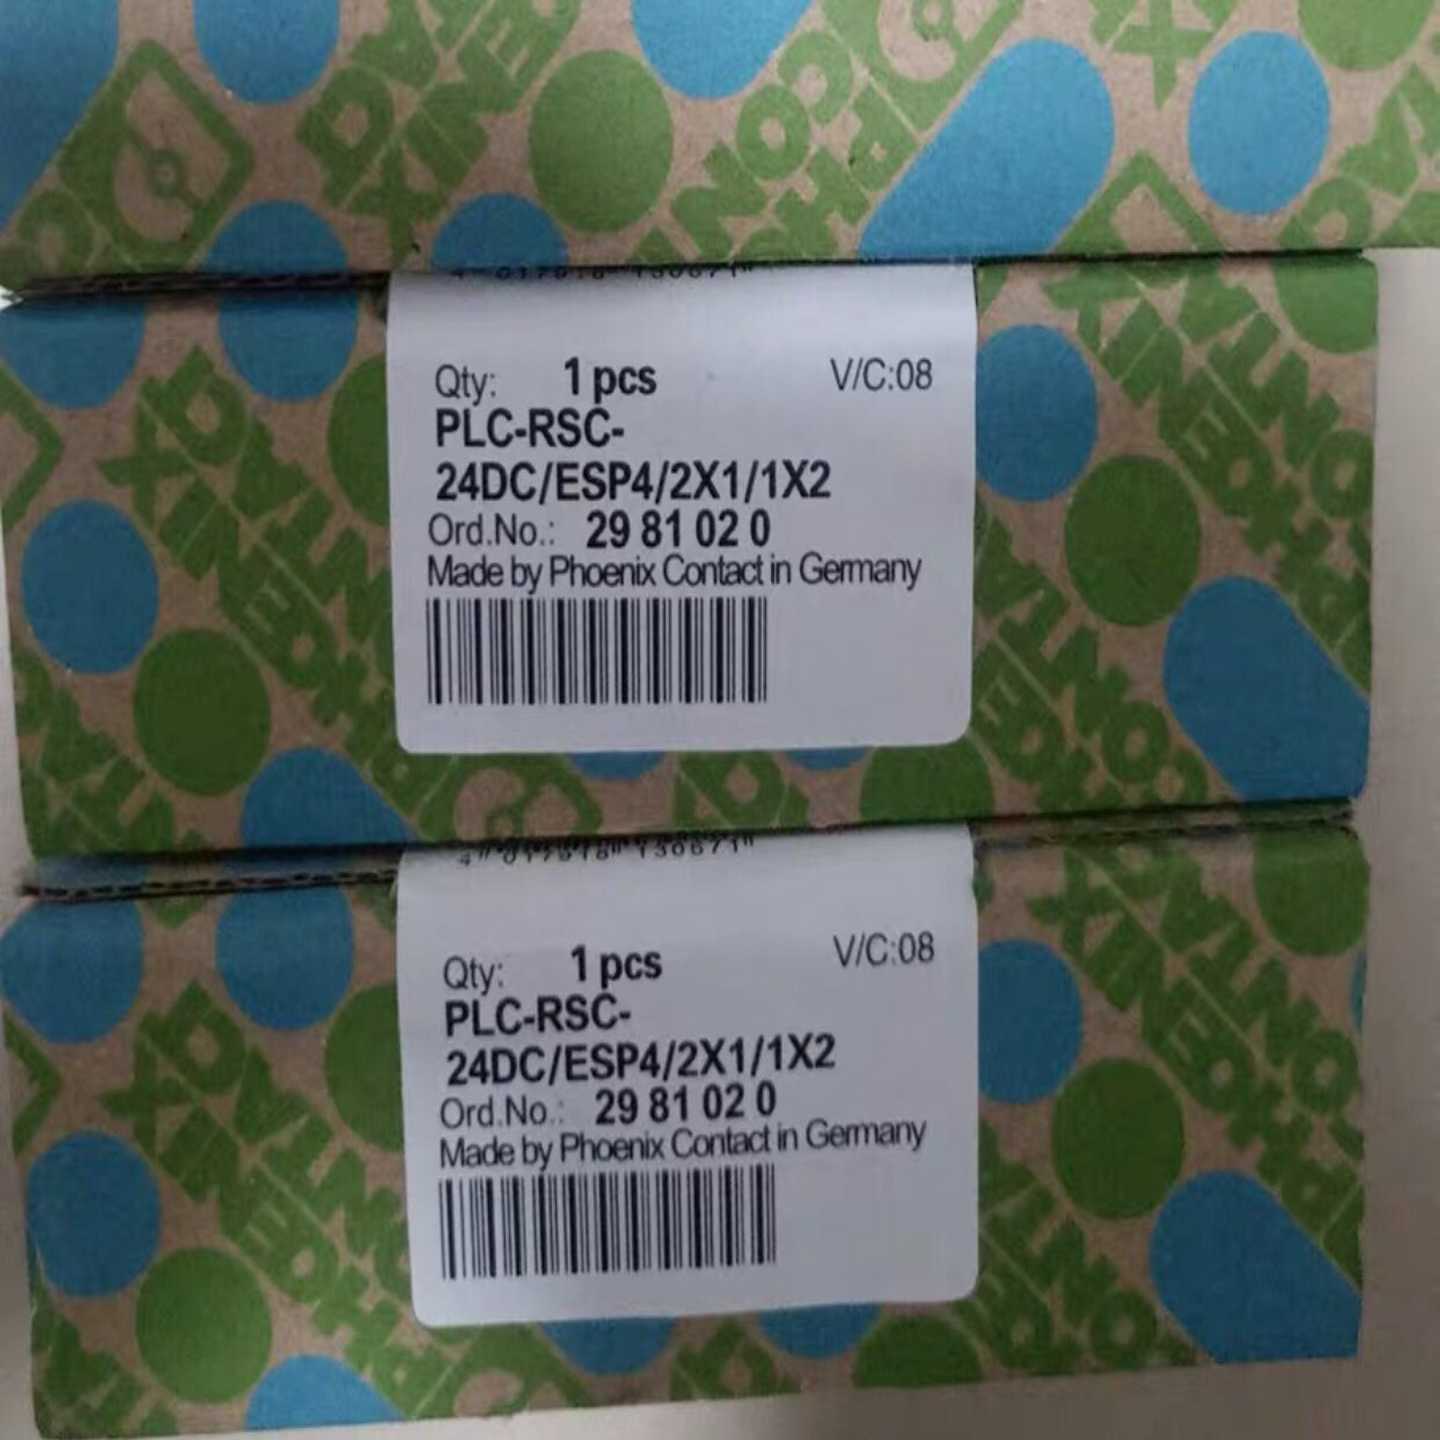 Qty: 1 pcs V/C:08
PLC-RSC-
24DC/ESP4/2X1/1X2
Ord.No.: 29 81 02 0
Made by Phoenix Contact in Germany
Qty: 1 pcs V/C:08
PLC-RSC-
24DC/ESP4/2X1/1X2
Ord.No.: 29 81 02 0
Made by Phoenix Contact in Germany